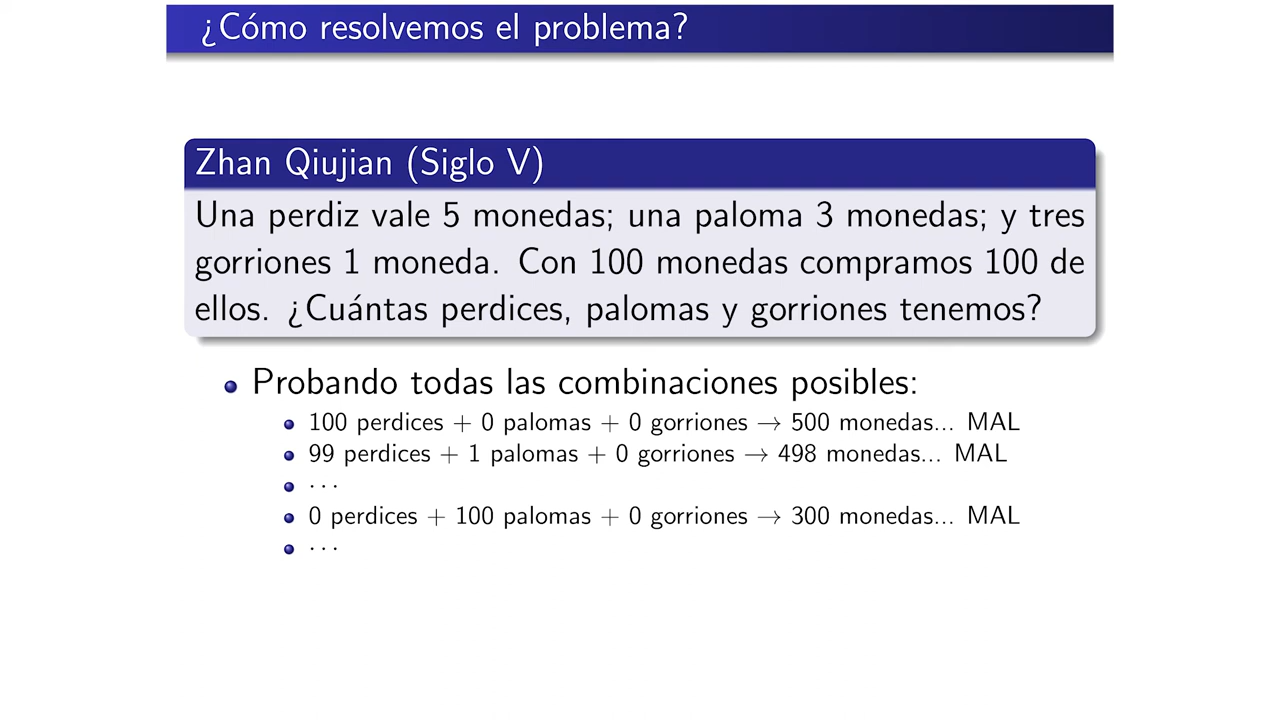 ¿Cómo resolvemos el problema?
Zhan Qiujian (Siglo V)
Una perdiz vale 5 monedas; una paloma 3 monedas; y tres
gorriones 1 moneda. Con 100 monedas compramos 100 de
ellos. ¿Cuántas perdices, palomas y gorriones tenemos?
Probando todas las combinaciones posibles:
100 perdices + 0 palomas + 0 gorriones → 500 monedas... MAL
99 perdices + 1 palomas + 0 gorriones → 498 monedas... MAL
...
0 perdices + 100 palomas + 0 gorriones → 300 monedas... MAL
...